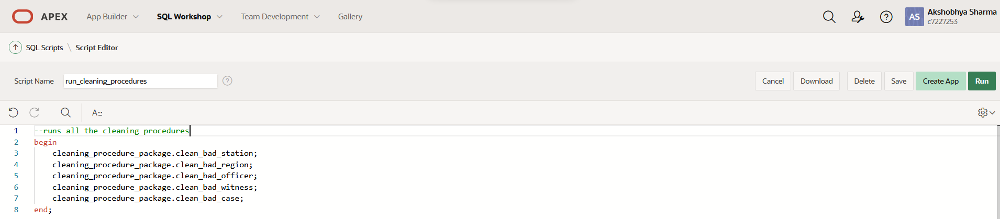 APEX App Builder SQL Workshop Team Development Gallery AS Akshobhya Sharma
c7227253
SQL Scripts \ Script Editor
Script Name run_cleaning_procedures Cancel Download Delete Save Create App Run
A
1 --runs all the cleaning procedures
2 begin
3 cleaning_procedure_package.clean_bad_station;
4 cleaning_procedure_package.clean_bad_region;
5 cleaning_procedure_package.clean_bad_officer;
6 cleaning_procedure_package.clean_bad_witness;
7 cleaning_procedure_package.clean_bad_case;
8 end;